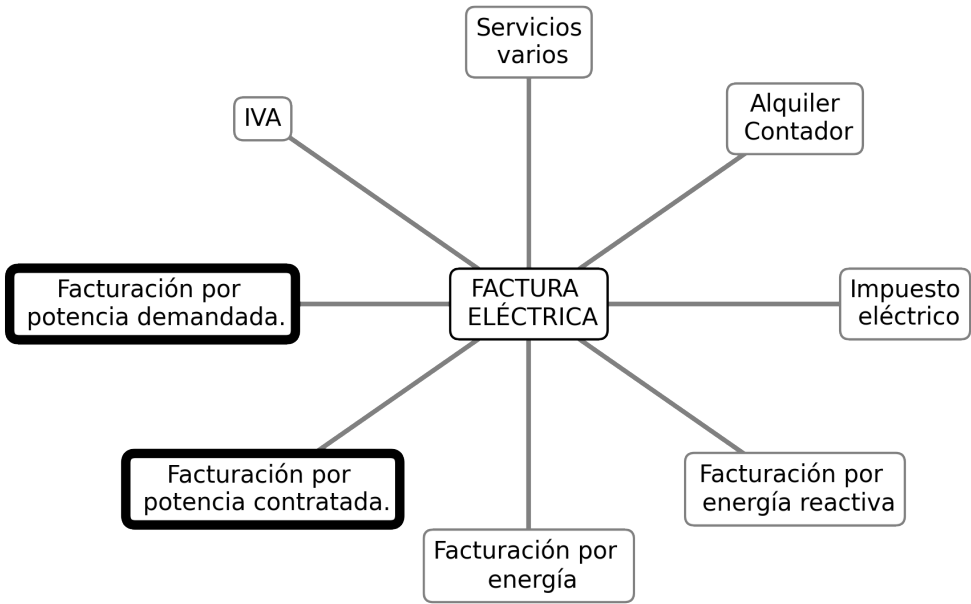 Servicios
varios
Alquiler
Contador
IVA
Facturación por
potencia demandada.
FACTURA
ELÉCTRICA
Impuesto
eléctrico
Facturación por
potencia contratada.
Facturación por
energía reactiva
Facturación por
energía